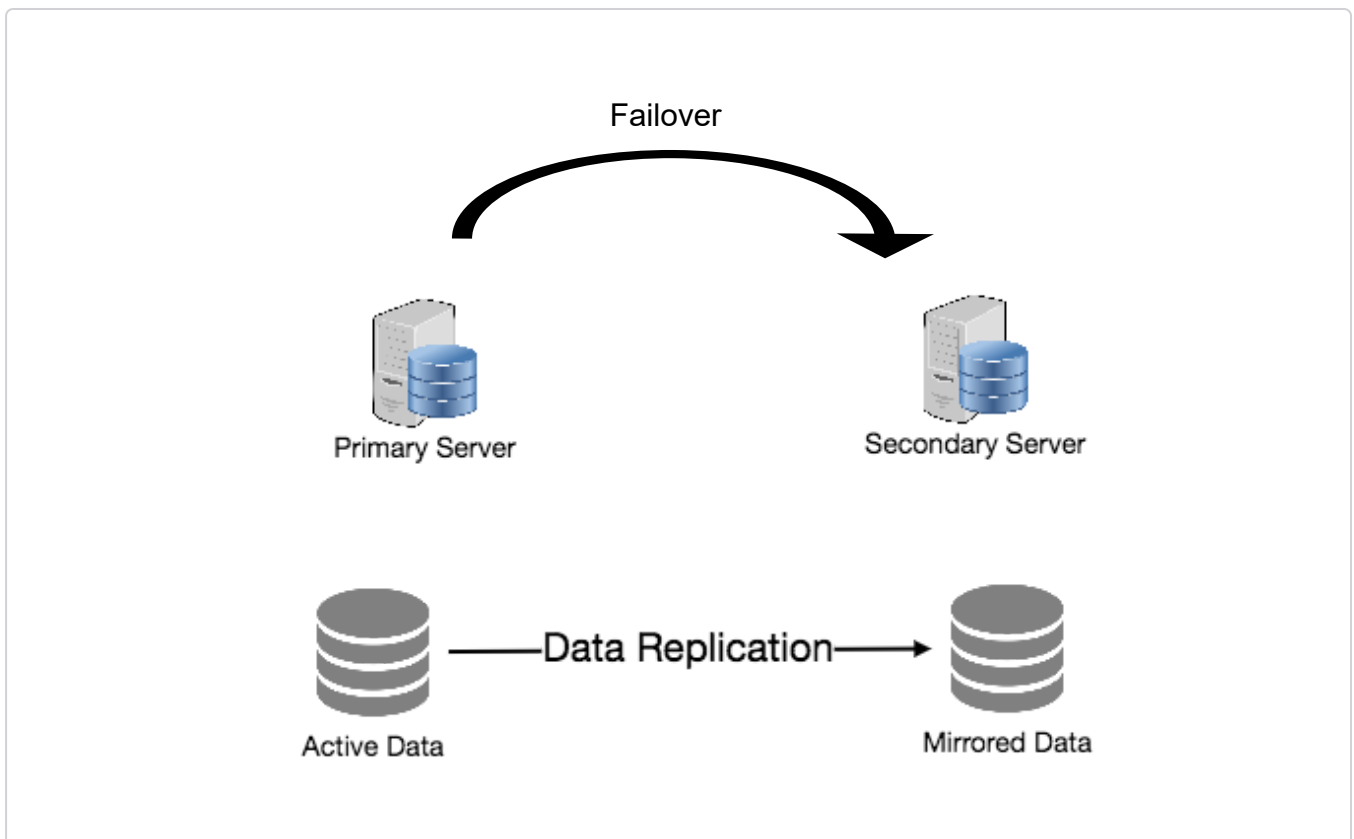 Failover
Primary Server
Secondary Server
Data Replication
Active Data
Mirrored Data